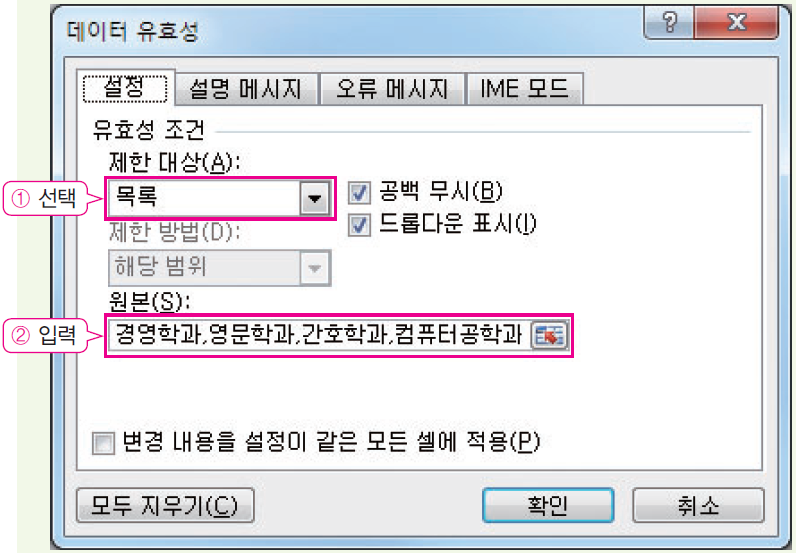 데이터 유효성
설정 설명 메시지 오류 메시지 IME 모드
유효성 조건
제한 대상(A):
① 선택 목록 공백 무시(B)
제한 방법(D): 드롭다운 표시(I)
해당 범위
원본(S):
② 입력 경영학과,영문학과,간호학과,컴퓨터공학과
변경 내용을 설정이 같은 모든 셀에 적용(P)
모두 지우기(C) 확인 취소